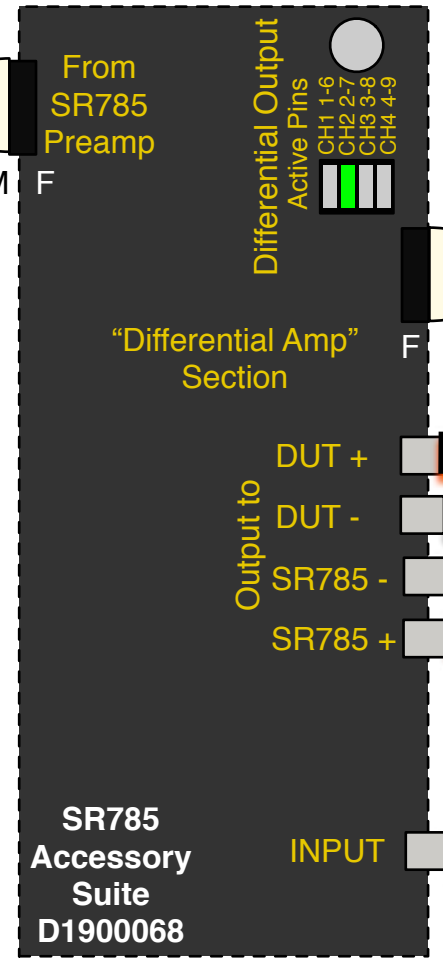 From
SR785
Preamp
M
F
Differential Output
Active Pins
CH1 1-6
CH2 2-7
CH3 3-8
CH4 4-9
“Differential Amp”
Section
F
Output to
DUT +
DUT -
SR785 -
SR785 +
INPUT
SR785
Accessory
Suite
D1900068